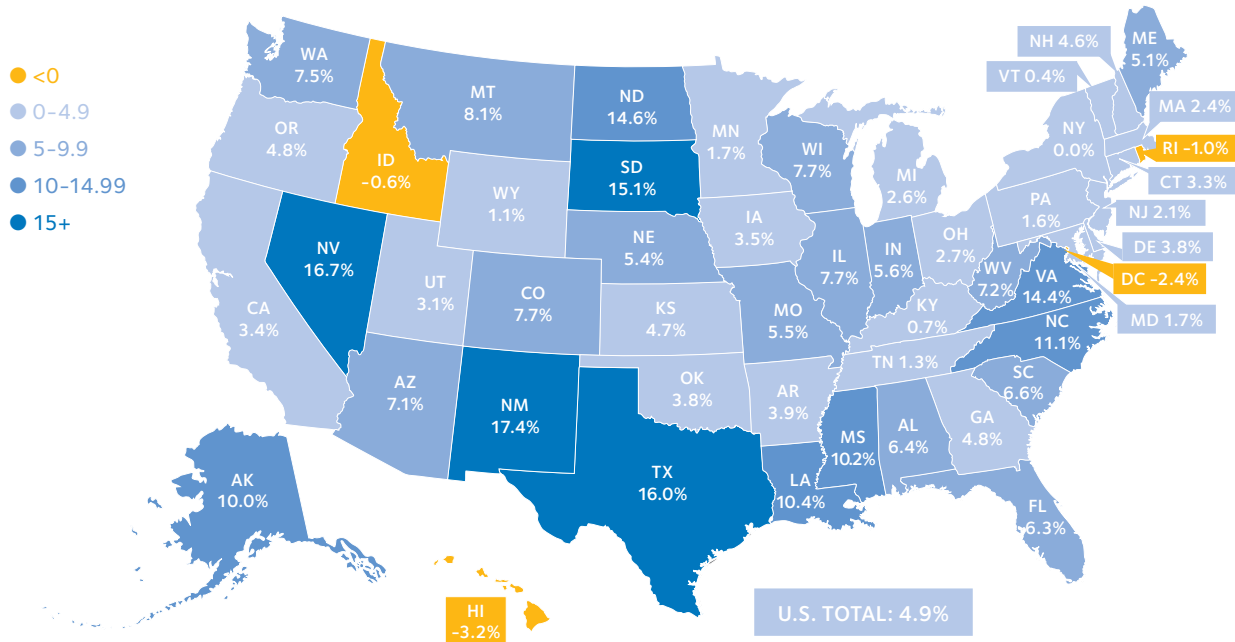 <0
0–4.9
5–9.9
10–14.99
15+
WA
7.5%
OR
4.8%
CA
3.4%
ID
–0.6%
NV
16.7%
MT
8.1%
WY
1.1%
UT
3.1%
AZ
7.1%
CO
7.7%
NM
17.4%
ND
14.6%
SD
15.1%
NE
5.4%
KS
4.7%
OK
3.8%
TX
16.0%
MN
1.7%
IA
3.5%
MO
5.5%
AR
3.9%
LA
10.4%
WI
7.7%
IL
7.7%
MI
2.6%
IN
5.6%
OH
2.7%
KY
0.7%
TN 1.3%
MS
10.2%
AL
6.4%
GA
4.8%
FL
6.3%
SC
6.6%
NC
11.1%
VA
14.4%
WV
7.2%
PA
1.6%
NY
0.0%
VT 0.4%
NH 4.6%
ME
5.1%
MA 2.4%
RI –1.0%
CT 3.3%
NJ 2.1%
DE 3.8%
DC –2.4%
MD 1.7%
AK
10.0%
HI
–3.2%
U.S. TOTAL: 4.9%